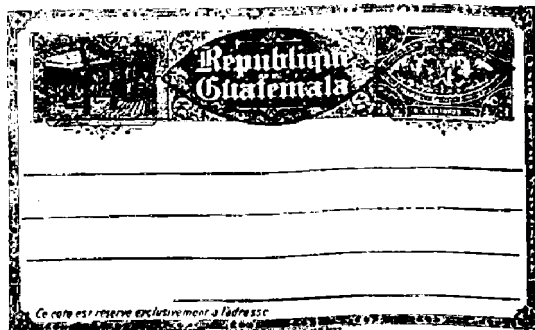 République
Guatemala
Ce coté est réservé exclusivement a l'adresse